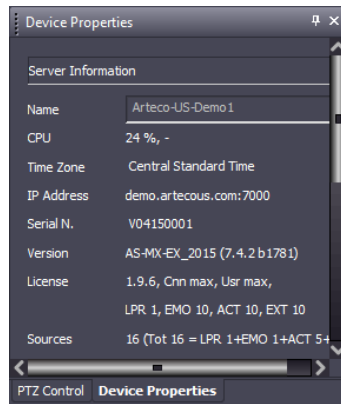 Device Properties
Server Information
Name Arteco-US-Demo1
CPU 24 %, -
Time Zone Central Standard Time
IP Address demo.artecous.com:7000
Serial N. V04150001
Version AS-MX-EX_2015 (7.4.2 b1781)
License 1.9.6, Cnn max, Usr max,
LPR 1, EMO 10, ACT 10, EXT 10
Sources 16 (Tot 16 = LPR 1+EMO 1+ACT 5+
PTZ Control Device Properties